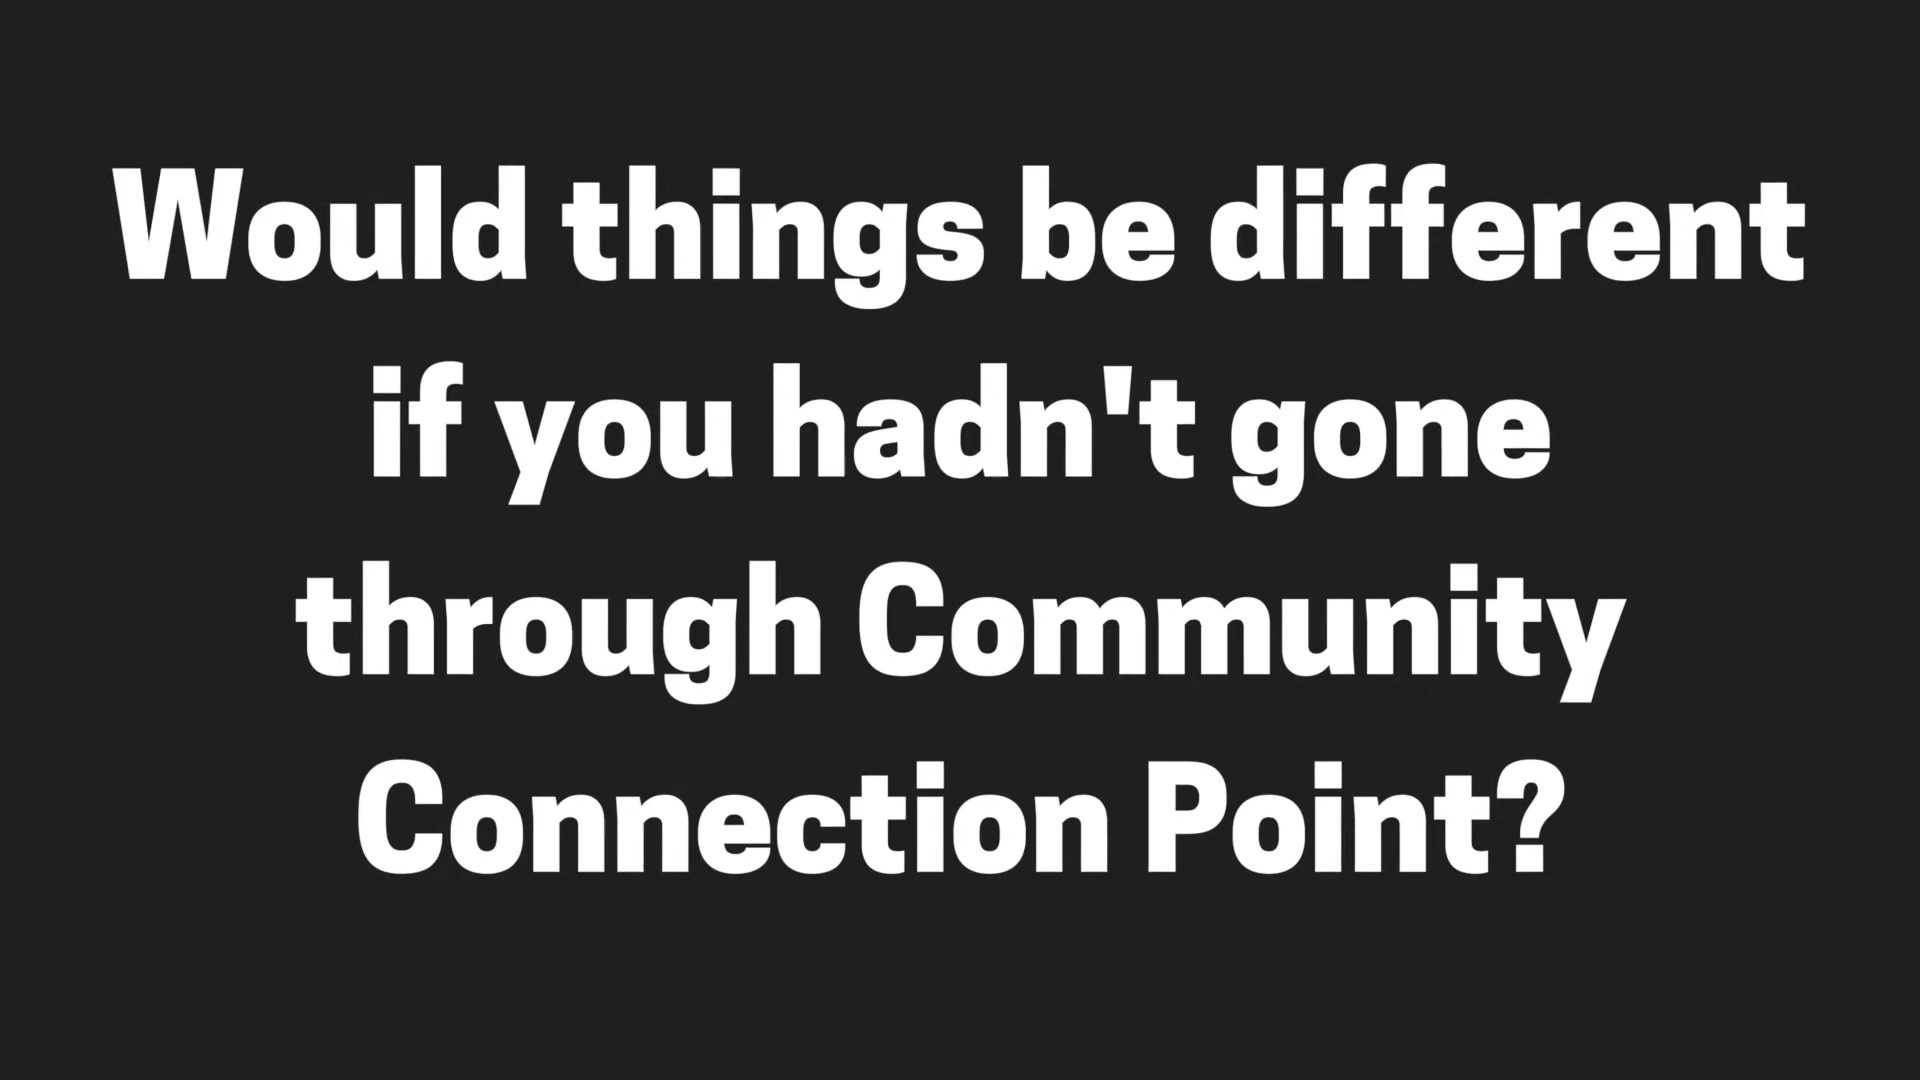 Would things be different
if you hadn't gone
through Community
Connection Point?